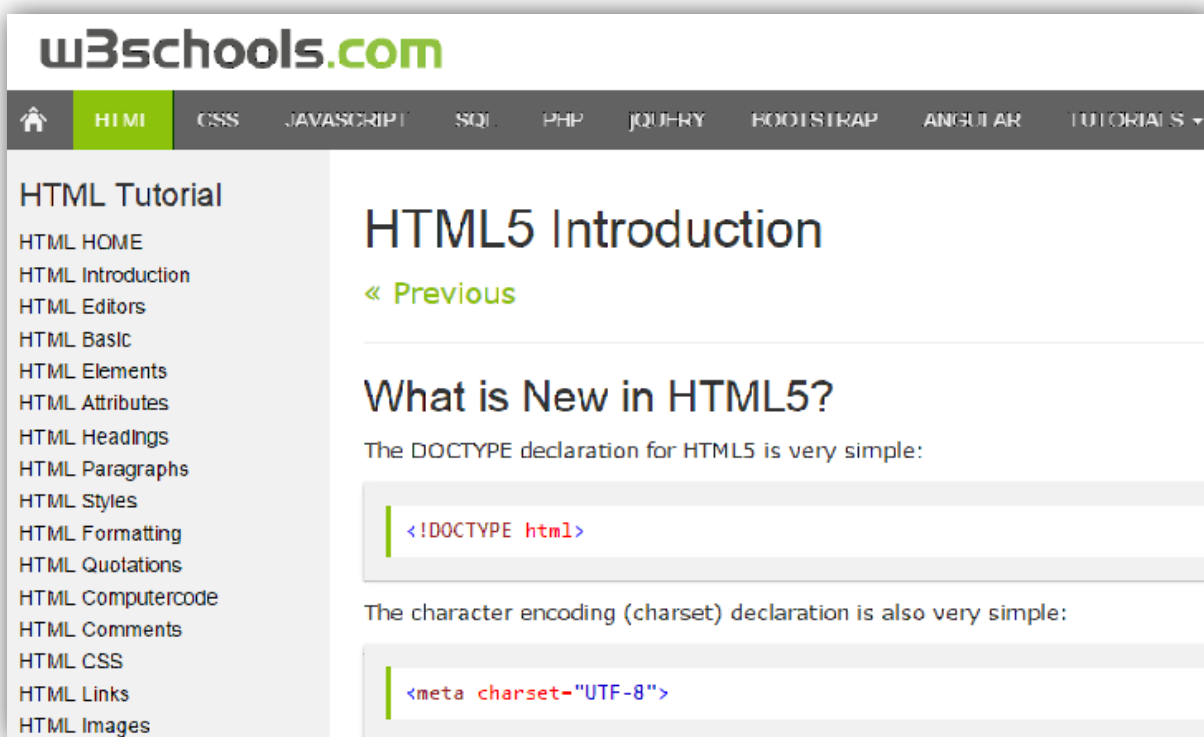 w3schools.com
HTML CSS JAVASCRIPT SQL PHP jQUERY BOOTSTRAP ANGULAR TUTORIALS
HTML Tutorial
HTML HOME
HTML Introduction
HTML Editors
HTML Basic
HTML Elements
HTML Attributes
HTML Headings
HTML Paragraphs
HTML Styles
HTML Formatting
HTML Quotations
HTML Computercode
HTML Comments
HTML CSS
HTML Links
HTML Images
HTML5 Introduction
« Previous
What is New in HTML5?
The DOCTYPE declaration for HTML5 is very simple:
<!DOCTYPE html>
The character encoding (charset) declaration is also very simple:
<meta charset="UTF-8">